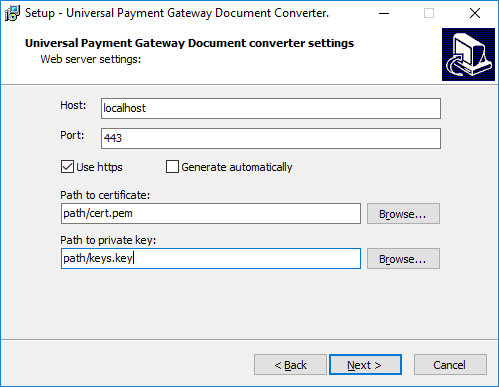 Setup - Universal Payment Gateway Document Converter.
Universal Payment Gateway Document converter settings
Web server settings:
Host: localhost
Port: 443
Use https Generate automatically
Path to certificate:
path/cert.pem Browse...
Path to private key:
path/keys.key Browse...
< Back Next > Cancel